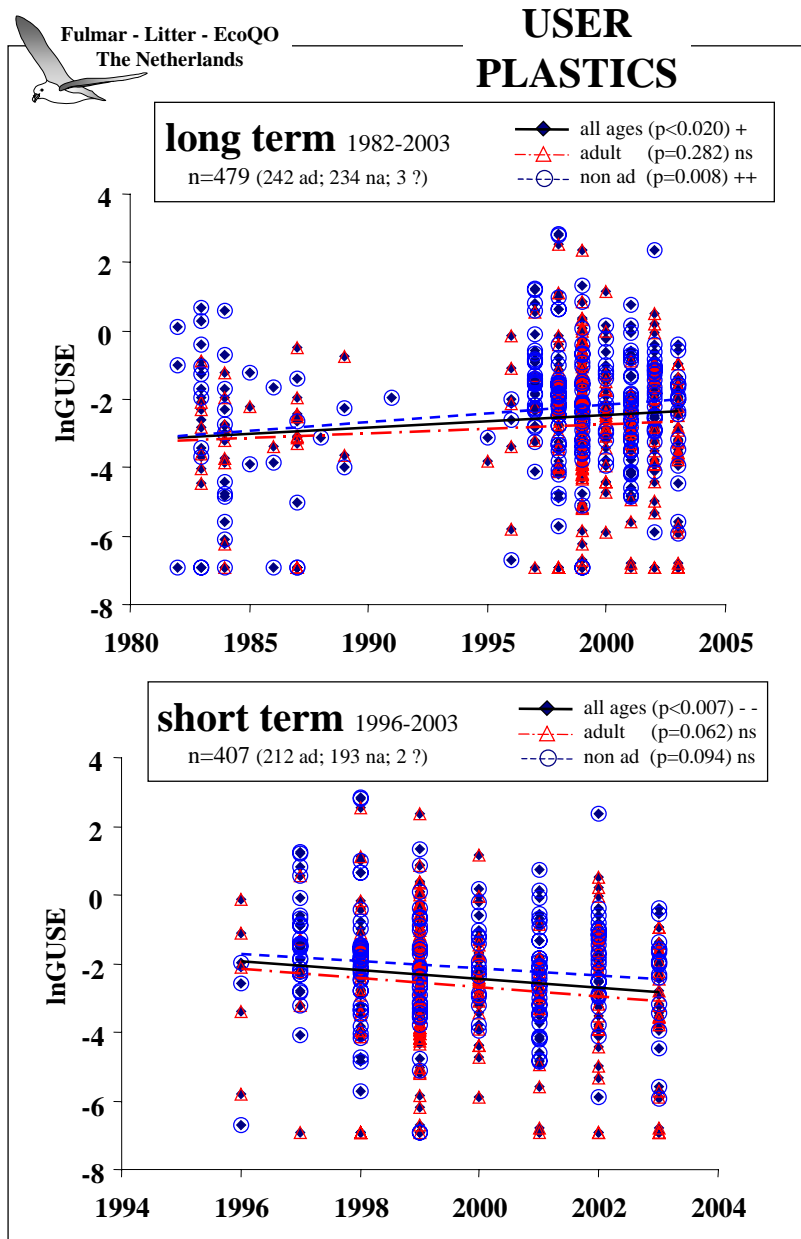 Fulmar - Litter - EcoQO
The Netherlands
USER
PLASTICS
long term 1982-2003
n=479 (242 ad; 234 na; 3 ?)
all ages (p<0.020) +
adult (p=0.282) ns
non ad (p=0.008) ++
4
2
0
-2
-4
-6
-8
lnGUSE
1980 1985 1990 1995 2000 2005
short term 1996-2003
n=407 (212 ad; 193 na; 2 ?)
all ages (p<0.007) - -
adult (p=0.062) ns
non ad (p=0.094) ns
4
2
0
-2
-4
-6
-8
lnGUSE
1994 1996 1998 2000 2002 2004